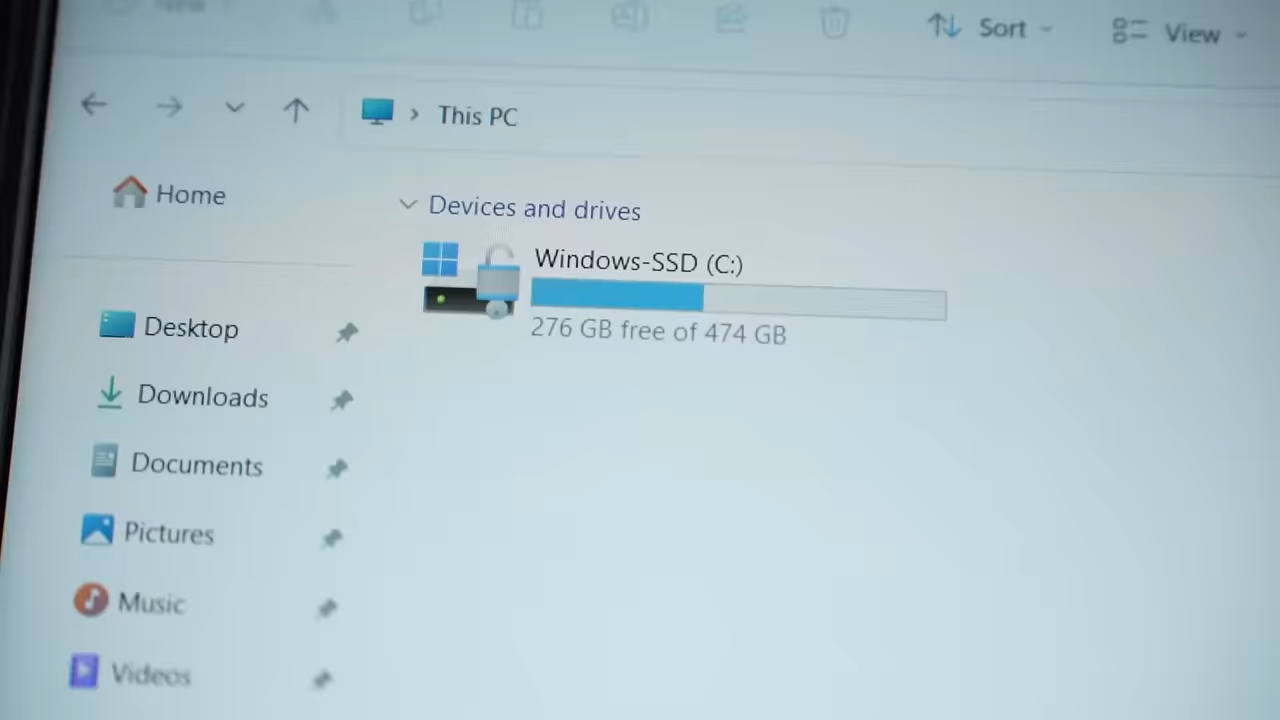 New
Sort
View
This PC
Home
Devices and drives
Windows-SSD (C:)
276 GB free of 474 GB
Desktop
Downloads
Documents
Pictures
Music
Videos